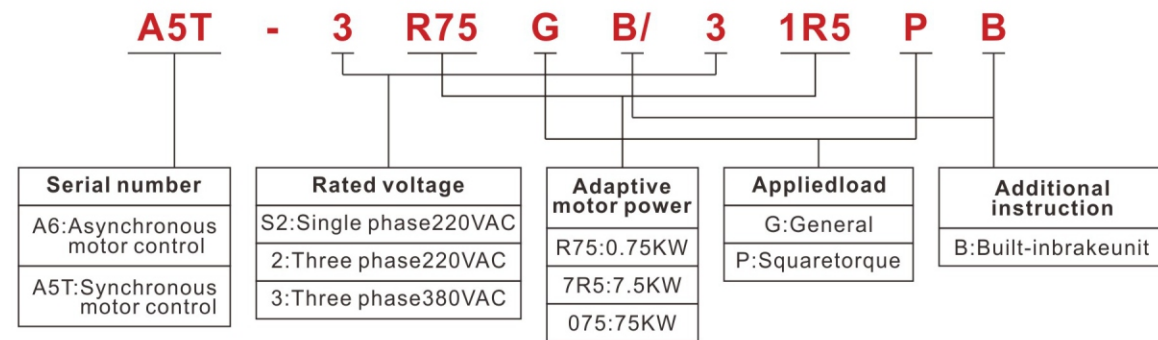 A5T - 3 R75 G B/ 3 1R5 P B
Serial number
A6:Asynchronous
motor control
A5T:Synchronous
motor control
Rated voltage
S2:Single phase220VAC
2:Three phase220VAC
3:Three phase380VAC
Adaptive
motor power
R75:0.75KW
7R5:7.5KW
075:75KW
Appliedload
G:General
P:Squaretorque
Additional
instruction
B:Built-inbrakeunit